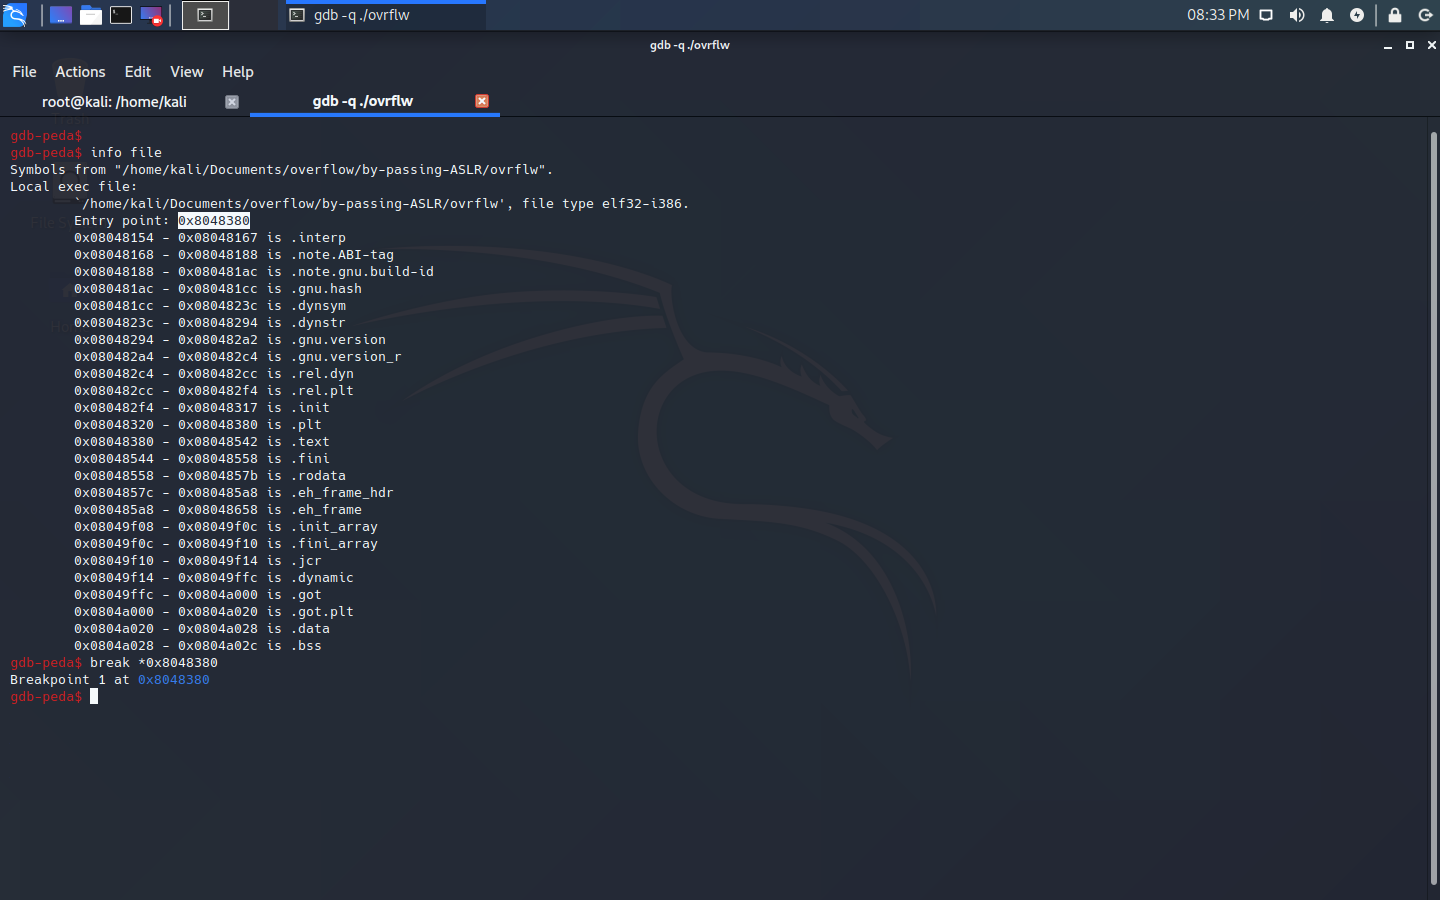 gdb -q ./ovrflw
08:33 PM
gdb -q ./ovrflw
File Actions Edit View Help
root@kali: /home/kali
gdb -q ./ovrflw
gdb-peda$
gdb-peda$ info file
Symbols from "/home/kali/Documents/overflow/by-passing-ASLR/ovrflw".
Local exec file:
`/home/kali/Documents/overflow/by-passing-ASLR/ovrflw', file type elf32-i386.
Entry point: 0x8048380
0x08048154 - 0x08048167 is .interp
0x08048168 - 0x08048188 is .note.ABI-tag
0x08048188 - 0x080481ac is .note.gnu.build-id
0x080481ac - 0x080481cc is .gnu.hash
0x080481cc - 0x0804823c is .dynsym
0x0804823c - 0x08048294 is .dynstr
0x08048294 - 0x080482a2 is .gnu.version
0x080482a4 - 0x080482c4 is .gnu.version_r
0x080482c4 - 0x080482cc is .rel.dyn
0x080482cc - 0x080482f4 is .rel.plt
0x080482f4 - 0x08048317 is .init
0x08048320 - 0x08048380 is .plt
0x08048380 - 0x08048542 is .text
0x08048544 - 0x08048558 is .fini
0x08048558 - 0x0804857b is .rodata
0x0804857c - 0x080485a8 is .eh_frame_hdr
0x080485a8 - 0x08048658 is .eh_frame
0x08049f08 - 0x08049f0c is .init_array
0x08049f0c - 0x08049f10 is .fini_array
0x08049f10 - 0x08049f14 is .jcr
0x08049f14 - 0x08049ffc is .dynamic
0x08049ffc - 0x0804a000 is .got
0x0804a000 - 0x0804a020 is .got.plt
0x0804a020 - 0x0804a028 is .data
0x0804a028 - 0x0804a02c is .bss
gdb-peda$ break *0x8048380
Breakpoint 1 at 0x8048380
gdb-peda$